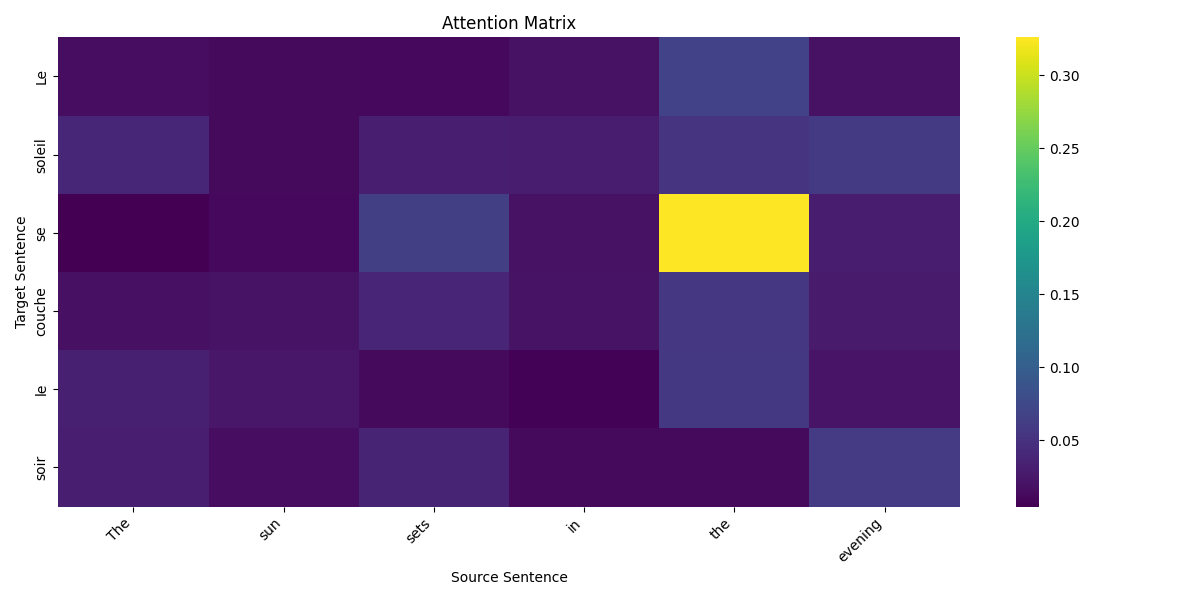 Attention Matrix
Target Sentence
Le
soleil
se
couche
le
soir
The
sun
sets
in
the
evening
Source Sentence
0.30
0.25
0.20
0.15
0.10
0.05